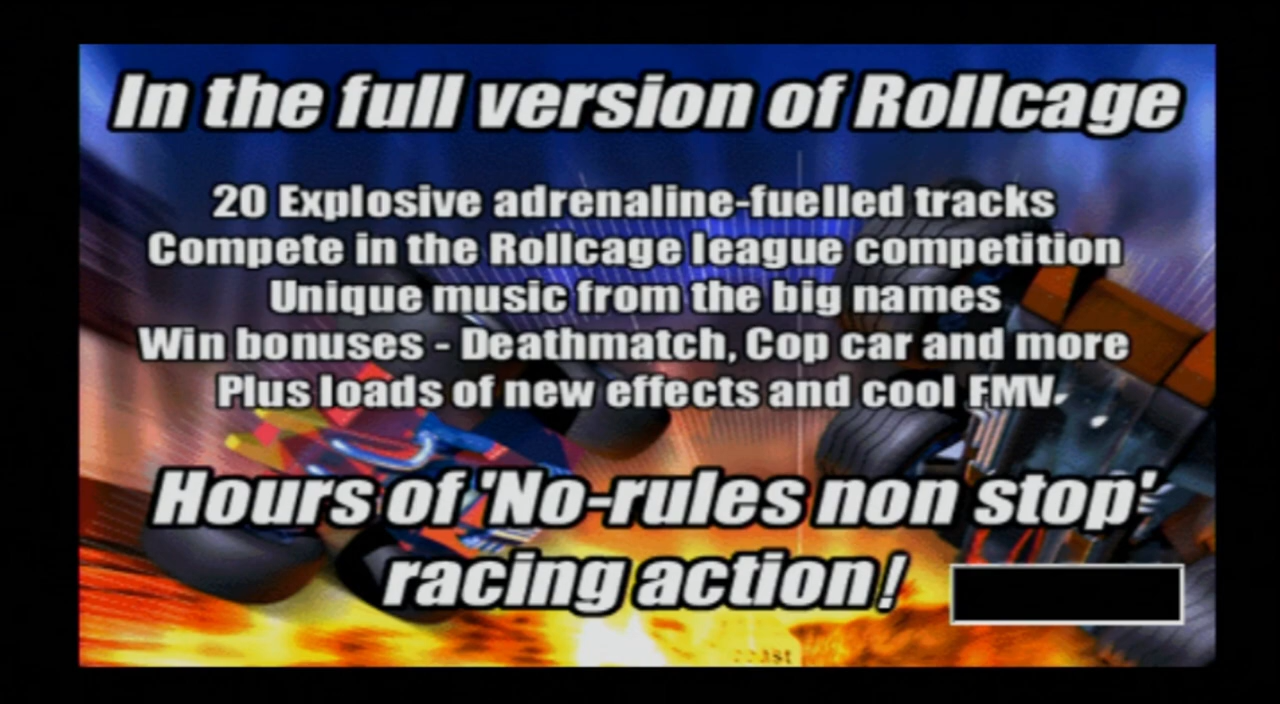 In the full version of Rollcage
20 Explosive adrenaline-fuelled tracks
Compete in the Rollcage league competition
Unique music from the big names
Win bonuses - Deathmatch, Cop car and more
Plus loads of new effects and cool FMV.
Hours of 'No-rules non stop'
racing action!